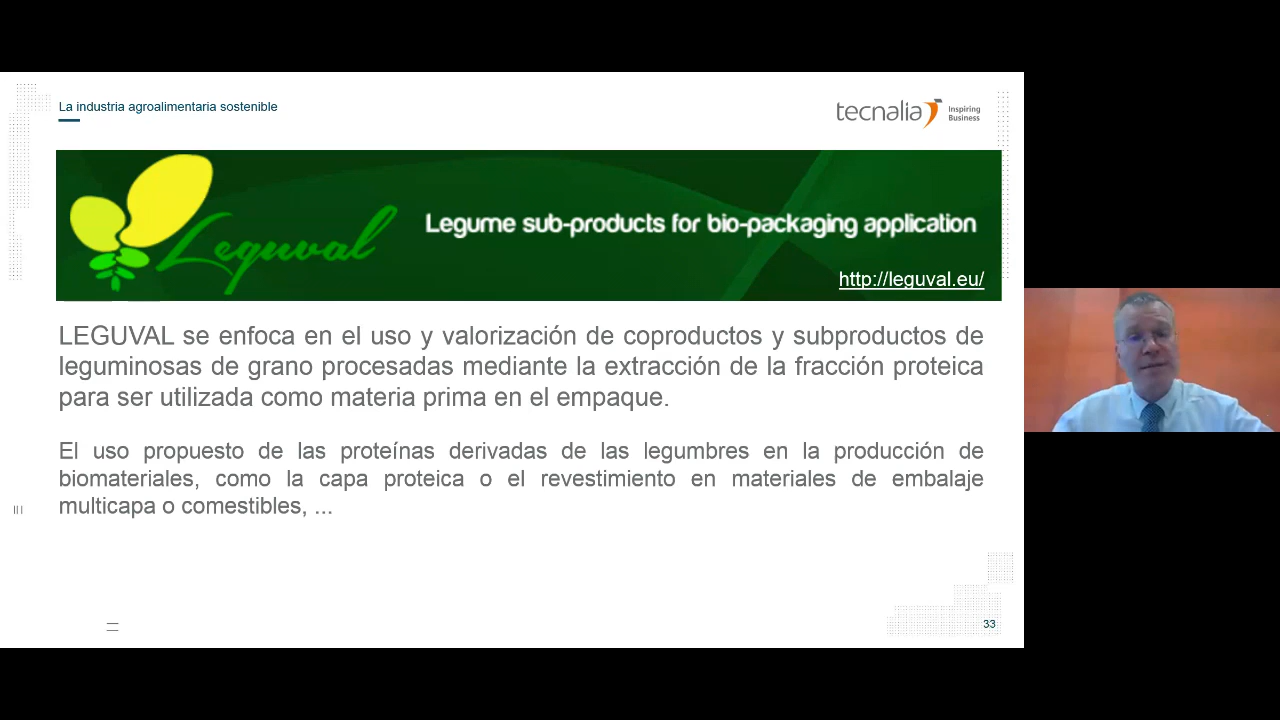 La industria agroalimentaria sostenible
tecnalia Inspiring
Business
Leguval
Legume sub-products for bio-packaging application
http://leguval.eu/
LEGUVAL se enfoca en el uso y valorización de coproductos y subproductos de
leguminosas de grano procesadas mediante la extracción de la fracción proteica
para ser utilizada como materia prima en el empaque.
El uso propuesto de las proteínas derivadas de las legumbres en la producción de
biomateriales, como la capa proteica o el revestimiento en materiales de embalaje
multicapa o comestibles, ...
33